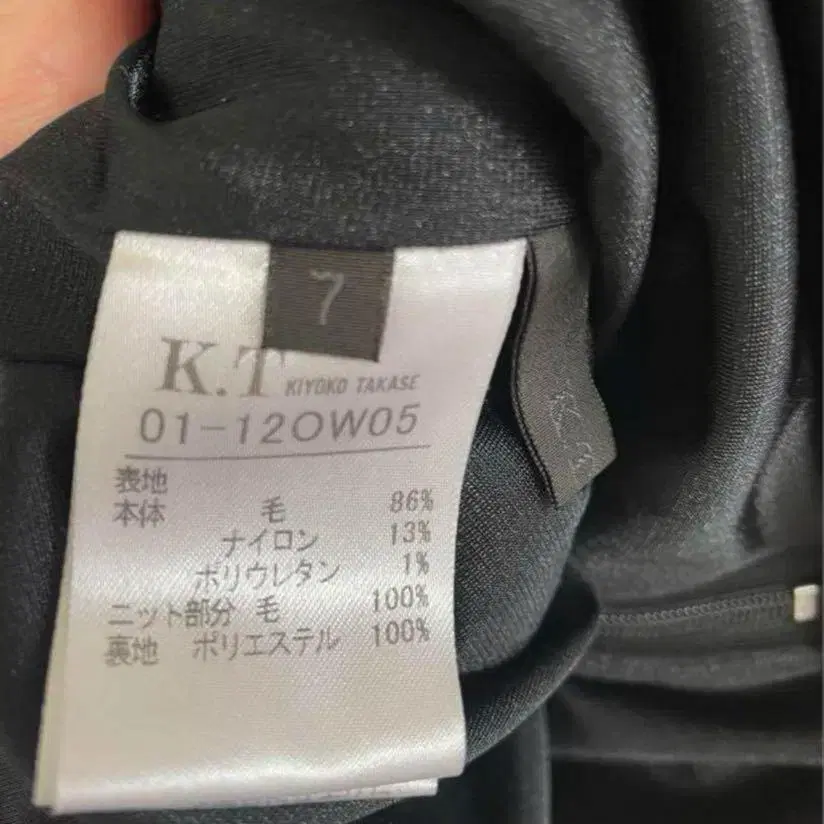 7
K.T KIYOKO TAKASE
01-12OW05
表地
本体 毛 86%
ナイロン 13%
ポリウレタン 1%
ニット部分 毛 100%
裏地 ポリエステル 100%